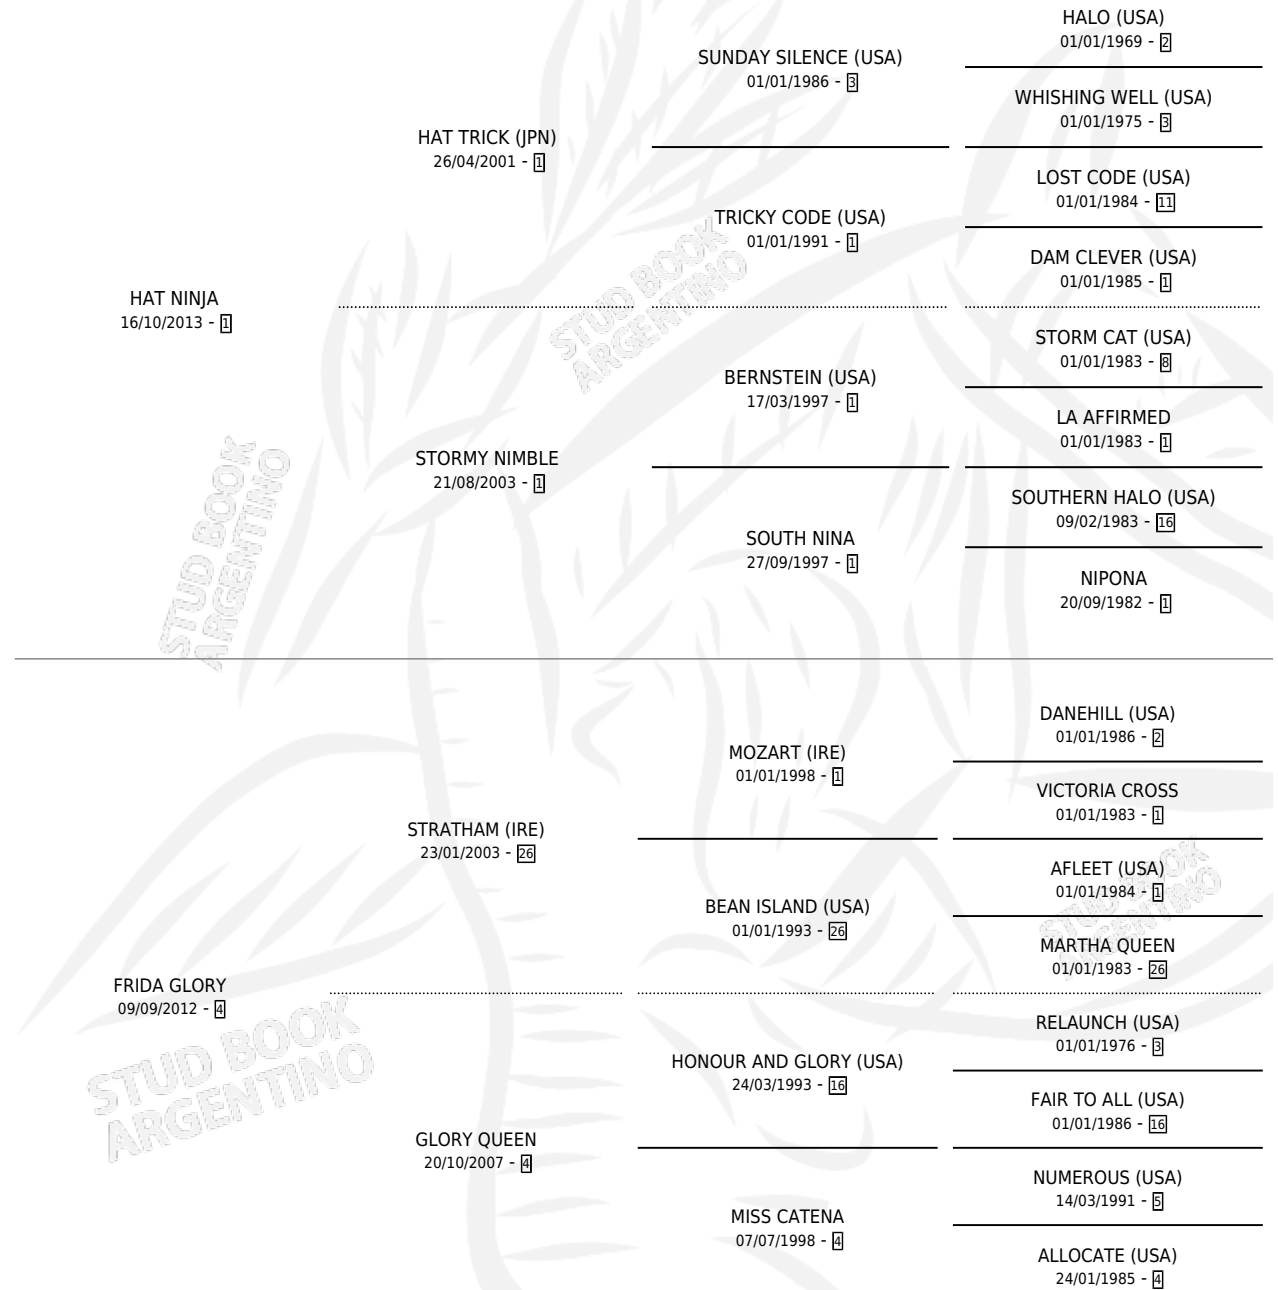 HALO (USA)
01/01/1969 - 2
SUNDAY SILENCE (USA)
01/01/1986 - 3
WHISHING WELL (USA)
01/01/1975 - 3
HAT TRICK (JPN)
26/04/2001 - 1
LOST CODE (USA)
01/01/1984 - 11
TRICKY CODE (USA)
01/01/1991 - 1
DAM CLEVER (USA)
01/01/1985 - 1
HAT NINJA
16/10/2013 - 1
STORM CAT (USA)
01/01/1983 - 8
BERNSTEIN (USA)
17/03/1997 - 1
LA AFFIRMED
01/01/1983 - 1
STORMY NIMBLE
21/08/2003 - 1
SOUTHERN HALO (USA)
09/02/1983 - 16
SOUTH NINA
27/09/1997 - 1
NIPONA
20/09/1982 - 1
DANEHILL (USA)
01/01/1986 - 2
MOZART (IRE)
01/01/1998 - 1
VICTORIA CROSS
01/01/1983 - 1
STRATHAM (IRE)
23/01/2003 - 26
AFLEET (USA)
01/01/1984 - 1
BEAN ISLAND (USA)
01/01/1993 - 26
MARTHA QUEEN
01/01/1983 - 26
FRIDA GLORY
09/09/2012 - 4
RELAUNCH (USA)
01/01/1976 - 3
HONOUR AND GLORY (USA)
24/03/1993 - 16
FAIR TO ALL (USA)
01/01/1986 - 16
GLORY QUEEN
20/10/2007 - 4
NUMEROUS (USA)
14/03/1991 - 5
MISS CATENA
07/07/1998 - 4
ALLOCATE (USA)
24/01/1985 - 4
STUD BOOK
ARGENTINO
STUD BOOK
ARGENTINO
STUD BOOK
ARGENTINO
STUD BOOK
ARGENTINO